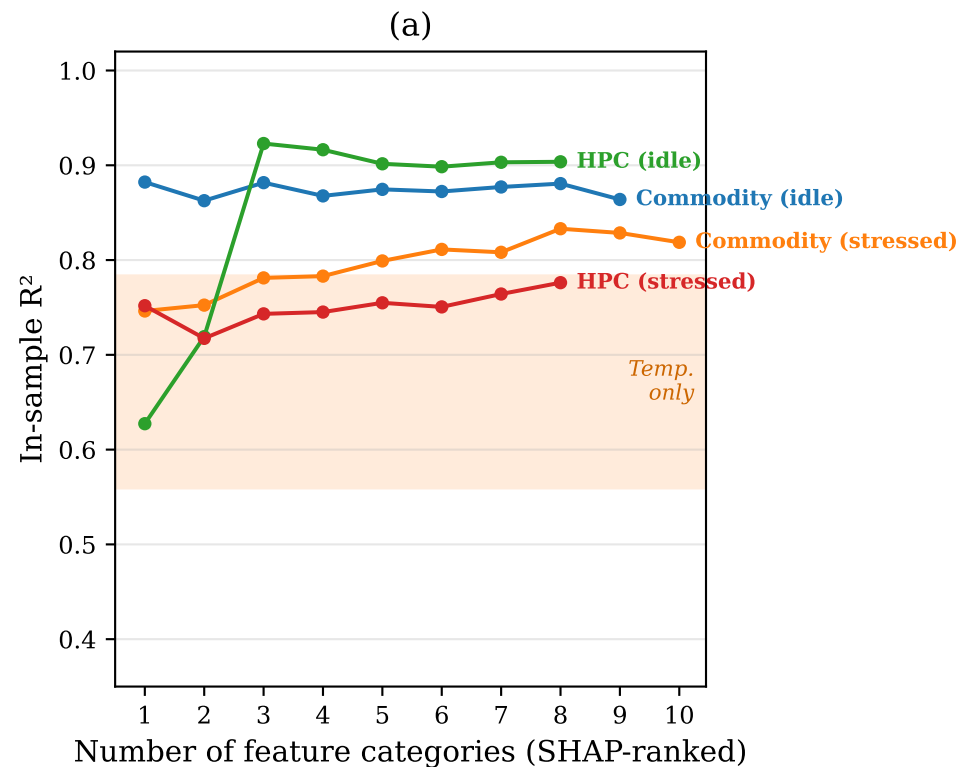 (a)
1.0
0.9
0.8
0.7
0.6
0.5
0.4
In-sample R²
HPC (idle)
Commodity (idle)
Commodity (stressed)
HPC (stressed)
Temp.
only
1 2 3 4 5 6 7 8 9 10
Number of feature categories (SHAP-ranked)